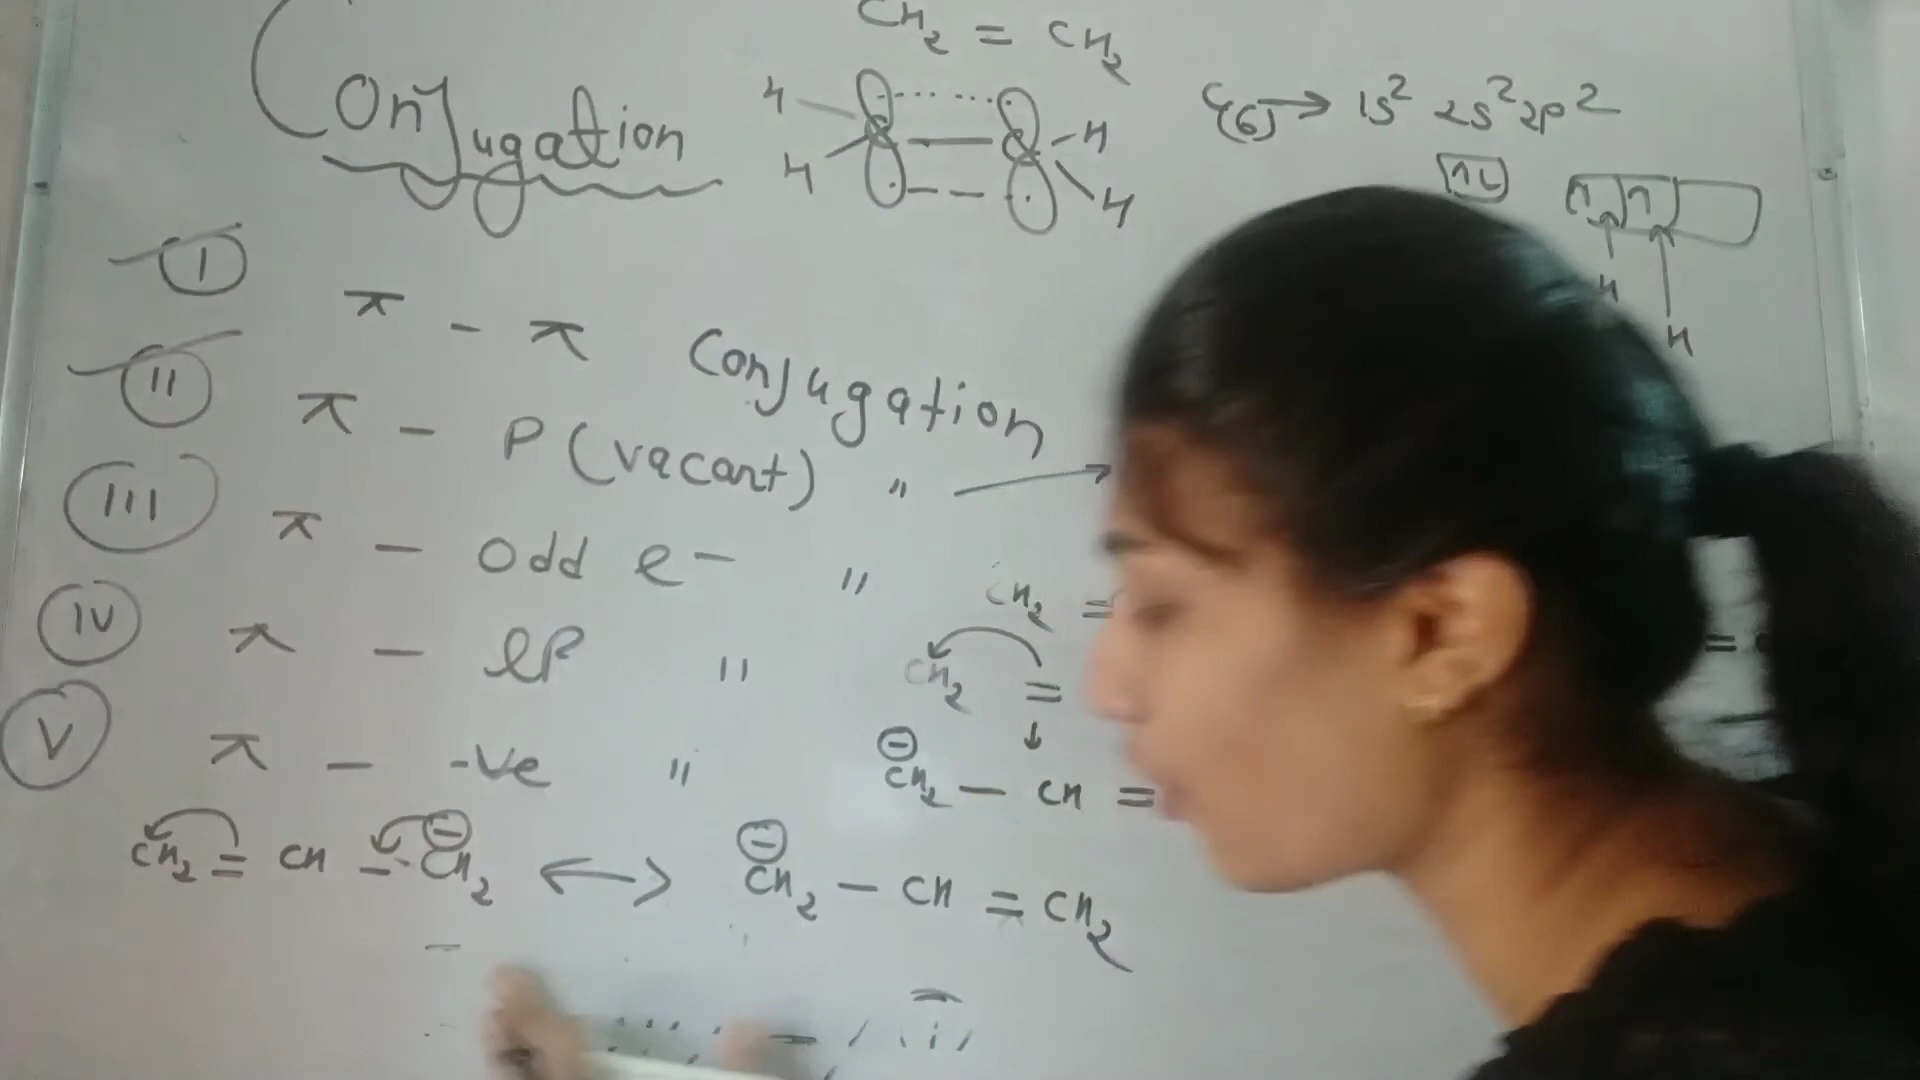 CH2 = CH2
Conjugation
H H H H
C(6) → 1s² 2s² 2p²
H H
I π - π Conjugation
II π - P (vacant) " →
III π - odd e- "
CH2 =
IV π - lP "
CH2 =
V π - -ve "
⊖CH2 - CH =
CH2 = CH - ⊖CH2 ↔ ⊖CH2 - CH = CH2